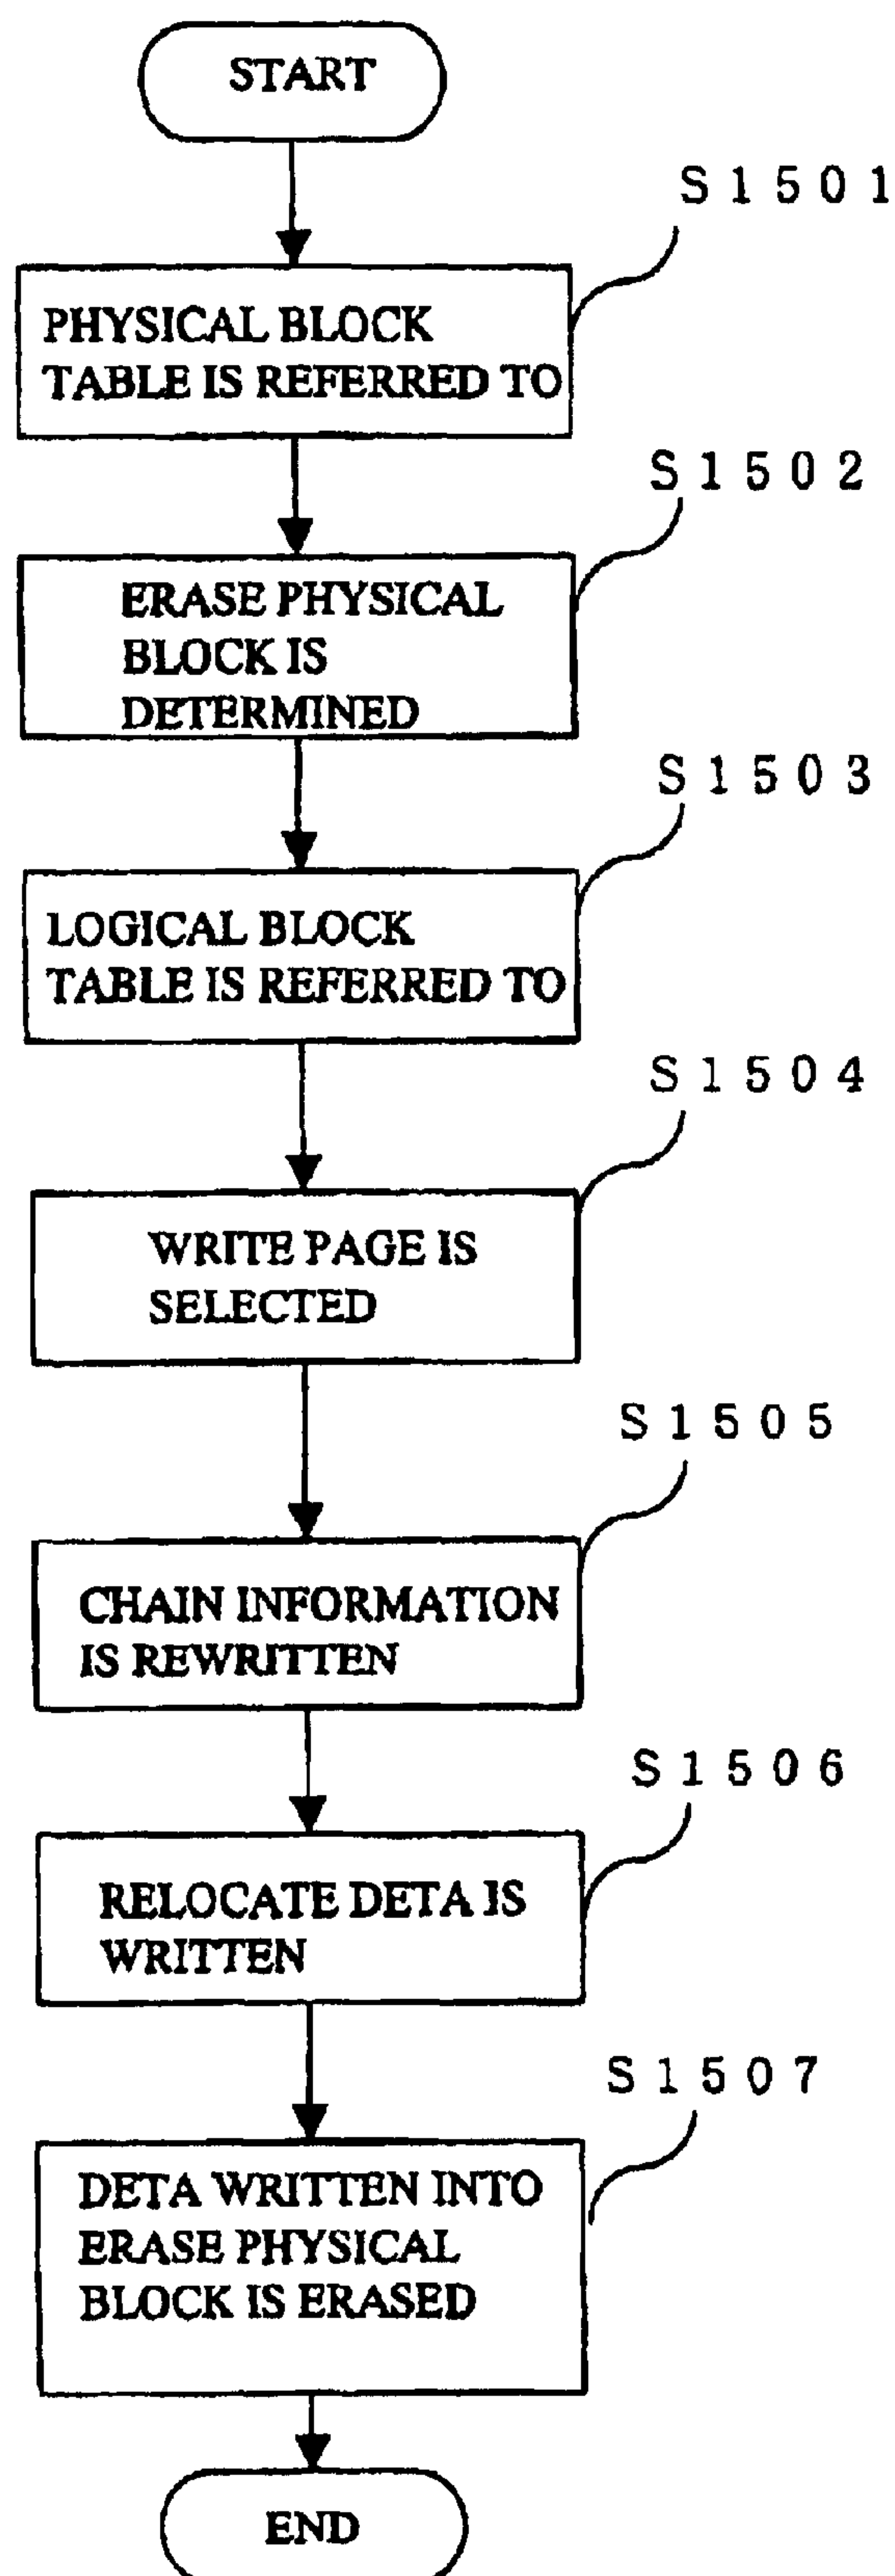 START
S1501
PHYSICAL BLOCK
TABLE IS REFERRED TO
S1502
ERASE PHYSICAL
BLOCK IS
DETERMINED
S1503
LOGICAL BLOCK
TABLE IS REFERRED TO
S1504
WRITE PAGE IS
SELECTED
S1505
CHAIN INFORMATION
IS REWRITTEN
S1506
RELOCATE DETA IS
WRITTEN
S1507
DETA WRITTEN INTO
ERASE PHYSICAL
BLOCK IS ERASED
END